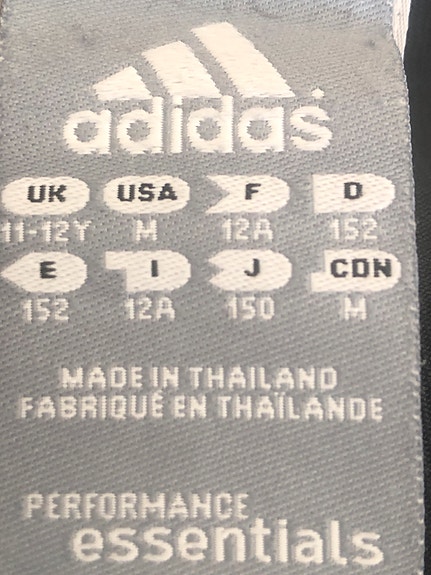 adidas
UK USA F D
11-12Y M 12A 152
E I J CDN
152 12A 150 M
MADE IN THAILAND
FABRIQUÉ EN THAÏLANDE
PERFORMANCE
essentials